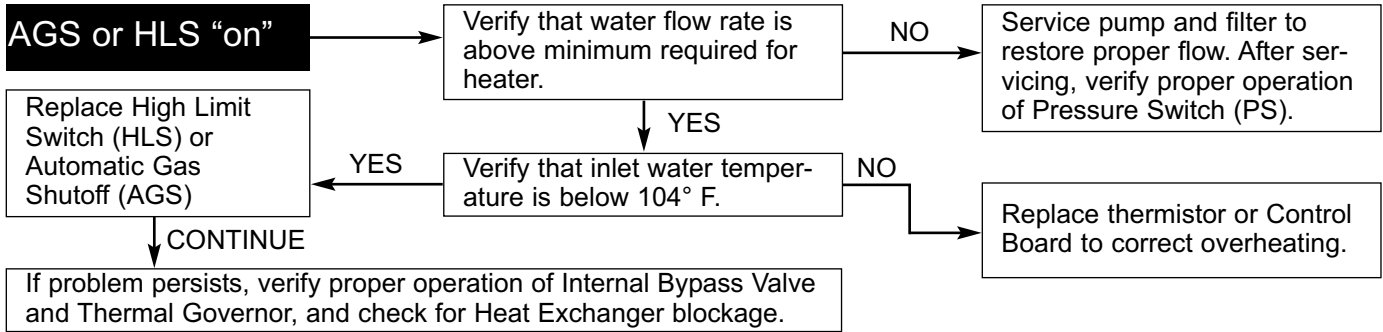 AGS or HLS “on”
Verify that water flow rate is
above minimum required for
heater.
NO
Service pump and filter to
restore proper flow. After ser-
vicing, verify proper operation
of Pressure Switch (PS).
YES
Verify that inlet water temper-
ature is below 104° F.
NO
Replace thermistor or Control
Board to correct overheating.
YES
Replace High Limit
Switch (HLS) or
Automatic Gas
Shutoff (AGS)
CONTINUE
If problem persists, verify proper operation of Internal Bypass Valve
and Thermal Governor, and check for Heat Exchanger blockage.